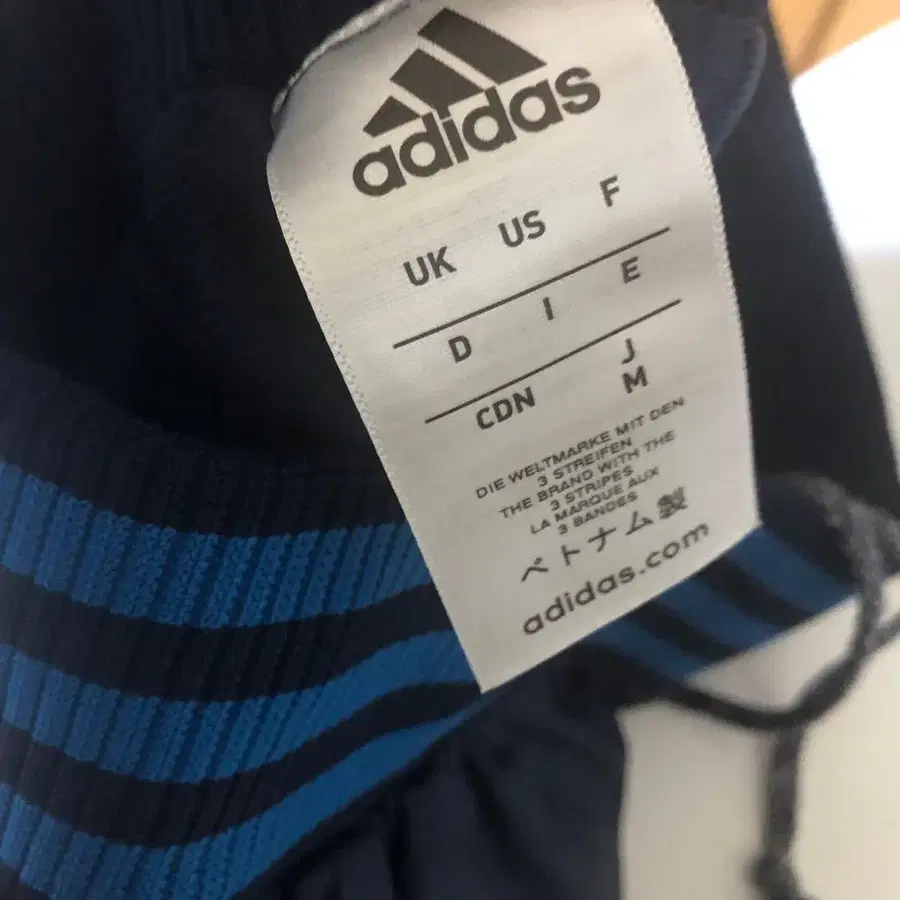 adidas
UK US F
D I E
CDN J
M
DIE WELTMARKE MIT DEN
3 STREIFEN
THE BRAND WITH THE
3 STRIPES
LA MARQUE AUX
3 BANDES
ベトナム製
adidas.com